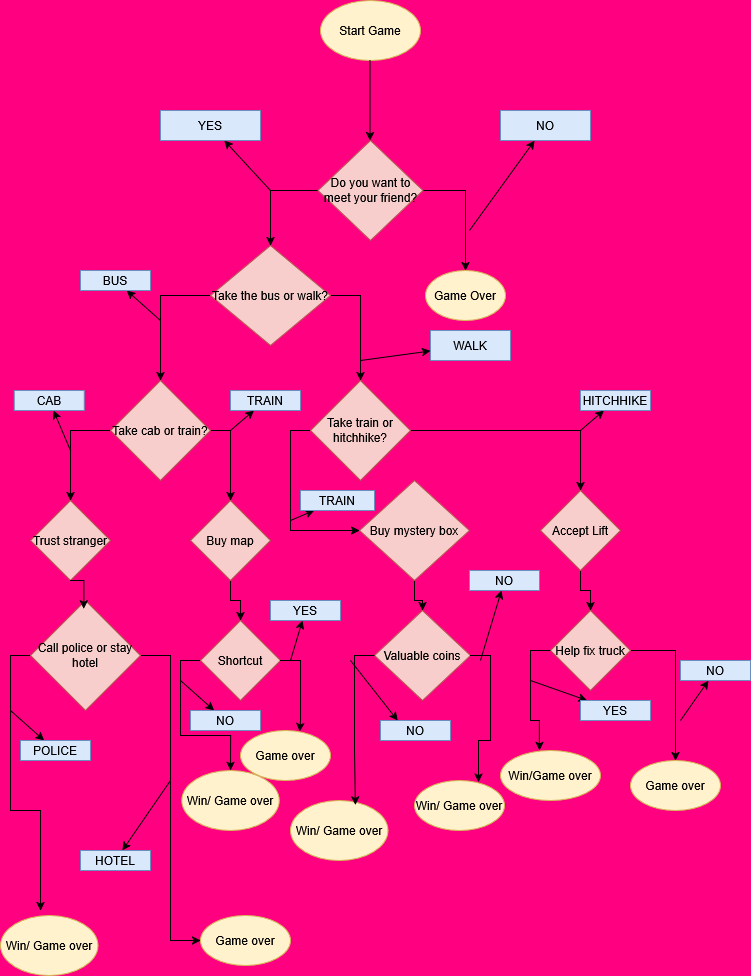 Start Game
YES
NO
Do you want to
meet your friend?
BUS
Take the bus or walk?
Game Over
WALK
CAB
TRAIN
HITCHHIKE
Take cab or train?
Take train or
hitchhike?
TRAIN
Trust stranger
Buy map
Buy mystery box
Accept Lift
NO
YES
Call police or stay
hotel
Shortcut
Valuable coins
Help fix truck
NO
POLICE
NO
NO
YES
Game over
Win/ Game over
Win/ Game over
Win/ Game over
Win/Game over
Game over
HOTEL
Win/ Game over
Game over